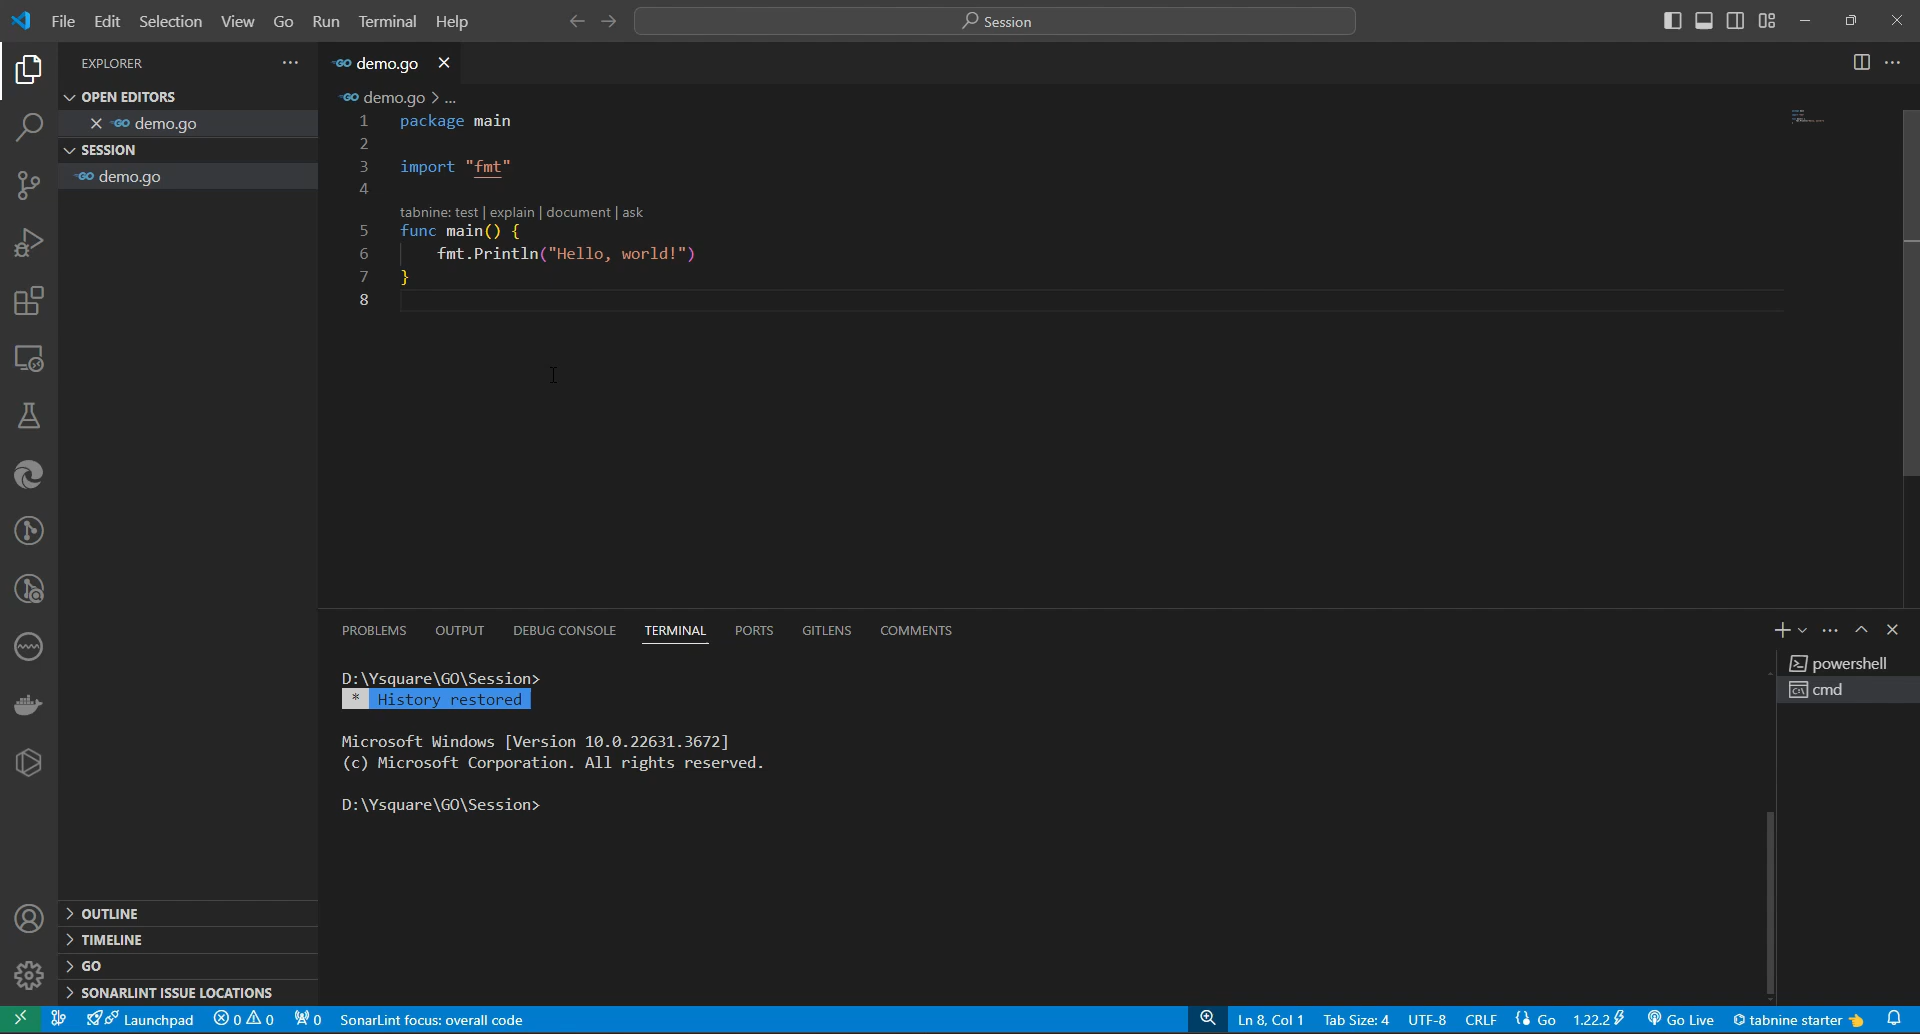 File Edit Selection View Go Run Terminal Help
Session
EXPLORER
OPEN EDITORS
demo.go
SESSION
demo.go
OUTLINE
TIMELINE
GO
SONARLINT ISSUE LOCATIONS
demo.go
demo.go > ...
1 package main
2
3 import "fmt"
4
tabnine: test | explain | document | ask
5 func main() {
6 fmt.Println("Hello, world!")
7 }
8
PROBLEMS OUTPUT DEBUG CONSOLE TERMINAL PORTS GITLENS COMMENTS
D:\Ysquare\GO\Session>
* History restored
Microsoft Windows [Version 10.0.22631.3672]
(c) Microsoft Corporation. All rights reserved.
D:\Ysquare\GO\Session>
powershell
cmd
Launchpad 0 0 0 SonarLint focus: overall code Ln 8, Col 1 Tab Size: 4 UTF-8 CRLF Go 1.22.2 Go Live tabnine starter